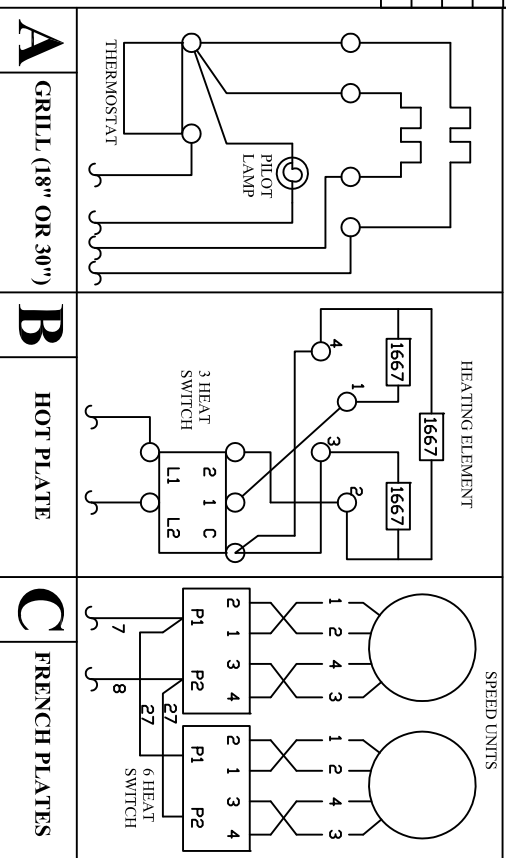 A
GRILL (18" OR 30")
THERMOSTAT
PILOT
LAMP
B
HOT PLATE
HEATING ELEMENT
1667
1667
1667
4
1
3
2
3 HEAT
SWITCH
2 1 C
L1 L2
C
FRENCH PLATES
SPEED UNITS
1 2 4 3
1 2 4 3
2 1 3 4
P1 P2
2 1 3 4
P1 P2
7
8
27
27
6 HEAT
SWITCH